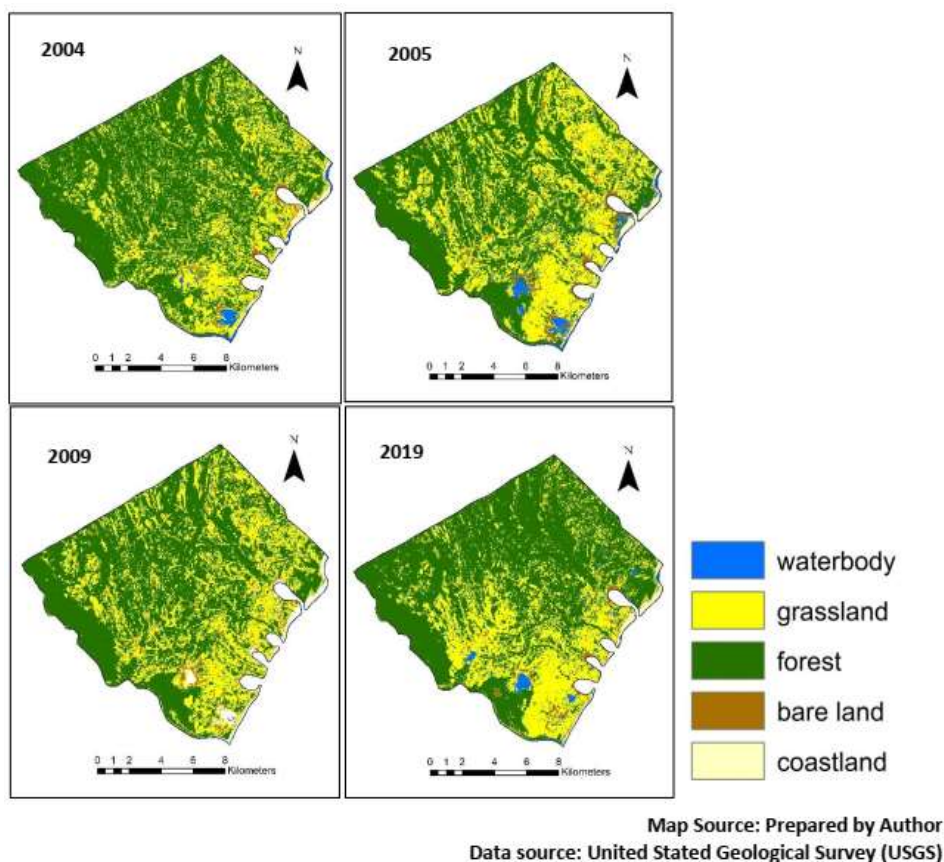 2004
N
0 1 2 4 6 8
Kilometers
2005
N
0 1 2 4 6 8
Kilometers
2009
N
0 1 2 4 6 8
Kilometers
2019
N
0 1 2 4 6 8
Kilometers
waterbody
grassland
forest
bare land
coastland
Map Source: Prepared by Author
Data source: United Stated Geological Survey (USGS)